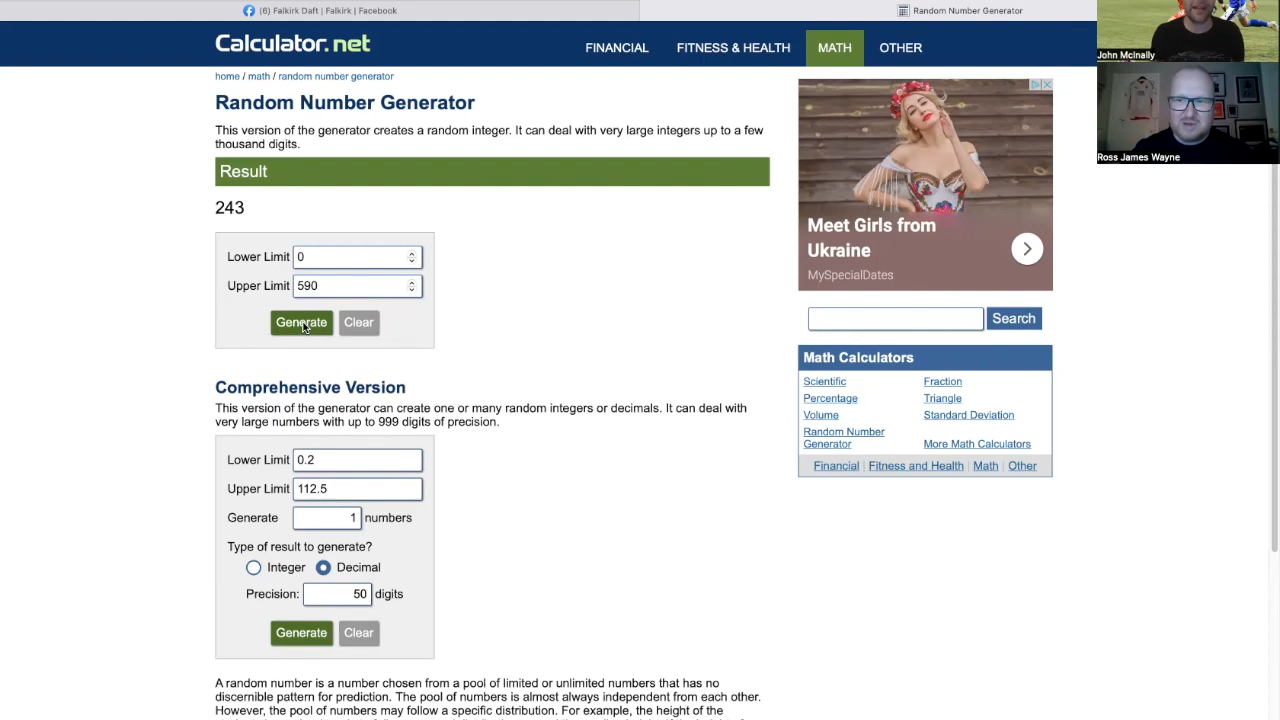 (6) Falkirk Daft | Falkirk | Facebook
Random Number Generator
Calculator.net
FINANCIAL
FITNESS & HEALTH
MATH
OTHER
John McInally
Ross James Wayne
home / math / random number generator
Random Number Generator
This version of the generator creates a random integer. It can deal with very large integers up to a few
thousand digits.
Result
243
Lower Limit 0
Upper Limit 590
Generate
Clear
Comprehensive Version
This version of the generator can create one or many random integers or decimals. It can deal with
very large numbers with up to 999 digits of precision.
Lower Limit 0.2
Upper Limit 112.5
Generate 1 numbers
Type of result to generate?
Integer Decimal
Precision: 50 digits
Generate
Clear
A random number is a number chosen from a pool of limited or unlimited numbers that has no
discernible pattern for prediction. The pool of numbers is almost always independent from each other.
However, the pool of numbers may follow a specific distribution. For example, the height of the
Meet Girls from
Ukraine
MySpecialDates
Search
Math Calculators
Scientific
Fraction
Percentage
Triangle
Volume
Standard Deviation
Random Number
Generator
More Math Calculators
Financial | Fitness and Health | Math | Other